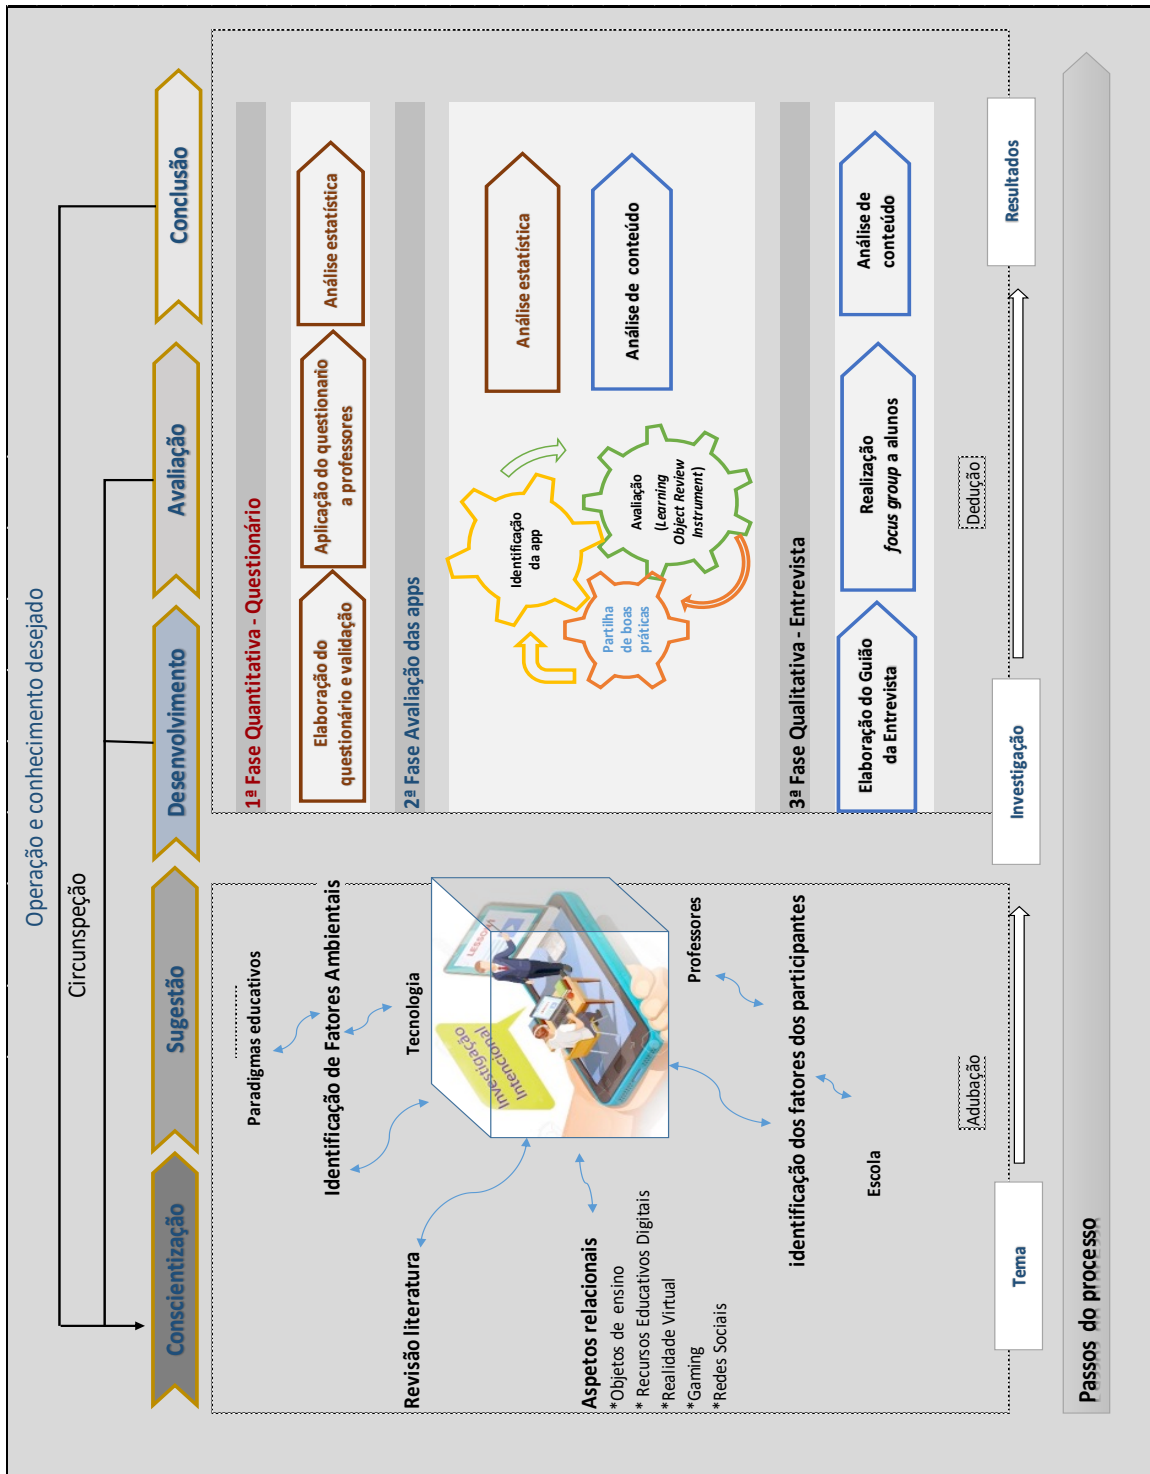 Operação e conhecimento desejado
Circunspeção
Conscientização
Sugestão
Desenvolvimento
Avaliação
Conclusão
Paradigmas educativos
Identificação de Fatores Ambientais
Tecnologia
Revisão literatura
LESSON
Investigação
Intencional
Aspetos relacionais
*Objetos de ensino
* Recursos Educativos Digitais
*Realidade Virtual
*Gaming
*Redes Sociais
Professores
identificação dos fatores dos participantes
Escola
1ª Fase Quantitativa - Questionário
Elaboração do
questionário e validação
Aplicação do questionario
a professores
Análise estatística
2ª Fase Avaliação das apps
Identificação
da app
Avaliação
(Learning
Object Review
Instrument)
Partilha
de boas
práticas
Análise estatística
Análise de conteúdo
3ª Fase Qualitativa - Entrevista
Elaboração do Guião
da Entrevista
Realização
focus group a alunos
Análise de
conteúdo
Adubação
Dedução
Tema
Investigação
Resultados
Passos do processo